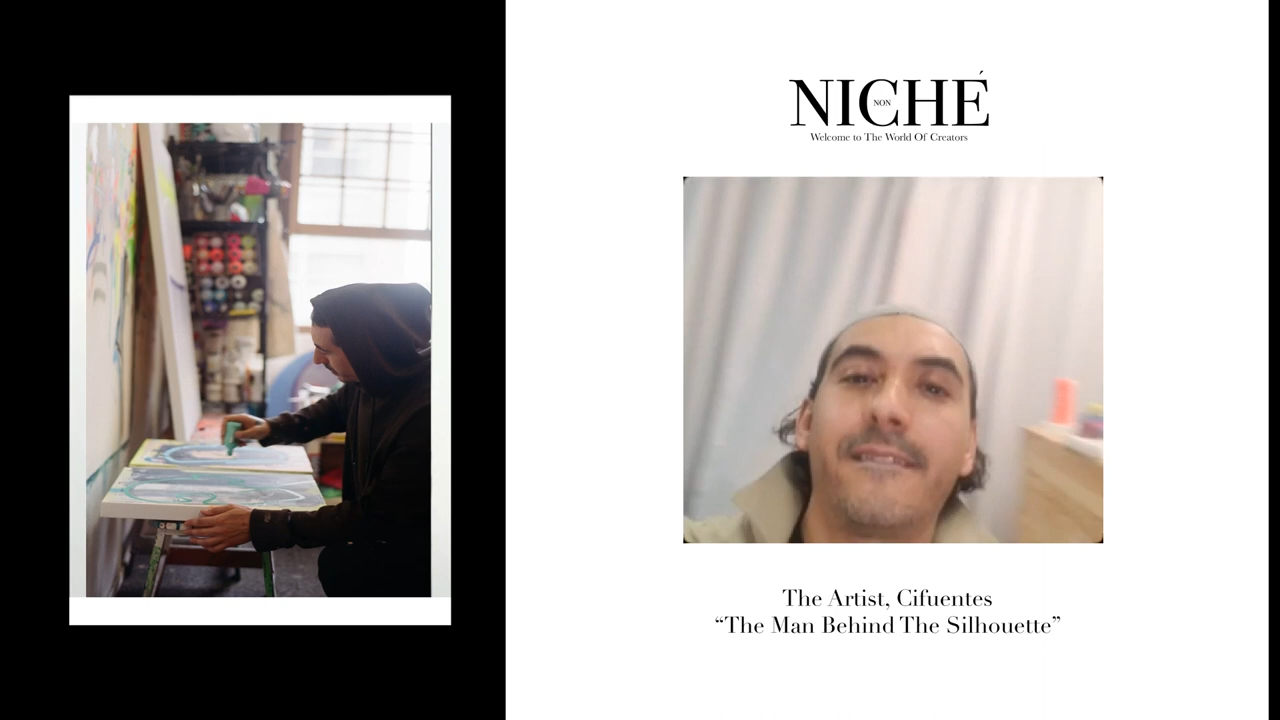 NICHÉ
NON
Welcome to The World Of Creators
The Artist, Cifuentes
“The Man Behind The Silhouette”